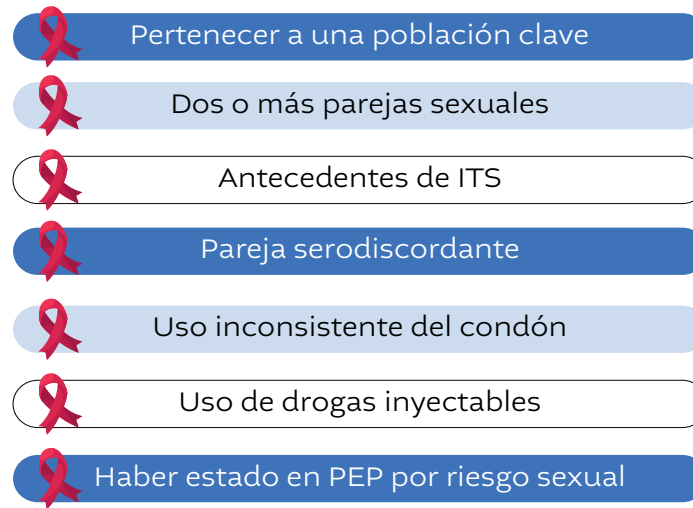 Pertenecer a una población clave
Dos o más parejas sexuales
Antecedentes de ITS
Pareja serodiscordante
Uso inconsistente del condón
Uso de drogas inyectables
Haber estado en PEP por riesgo sexual